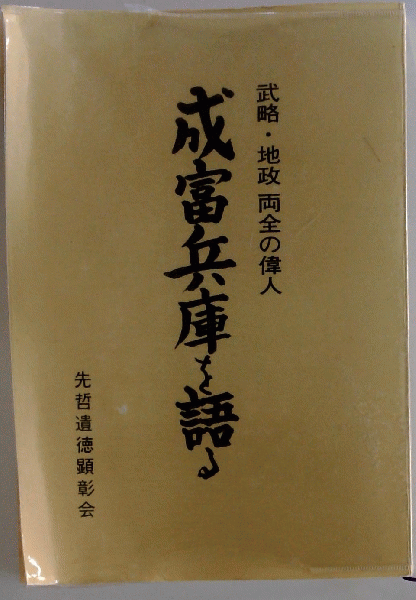 武略・地政 両全の偉人
成富兵庫を語る
先哲遺徳顕彰会